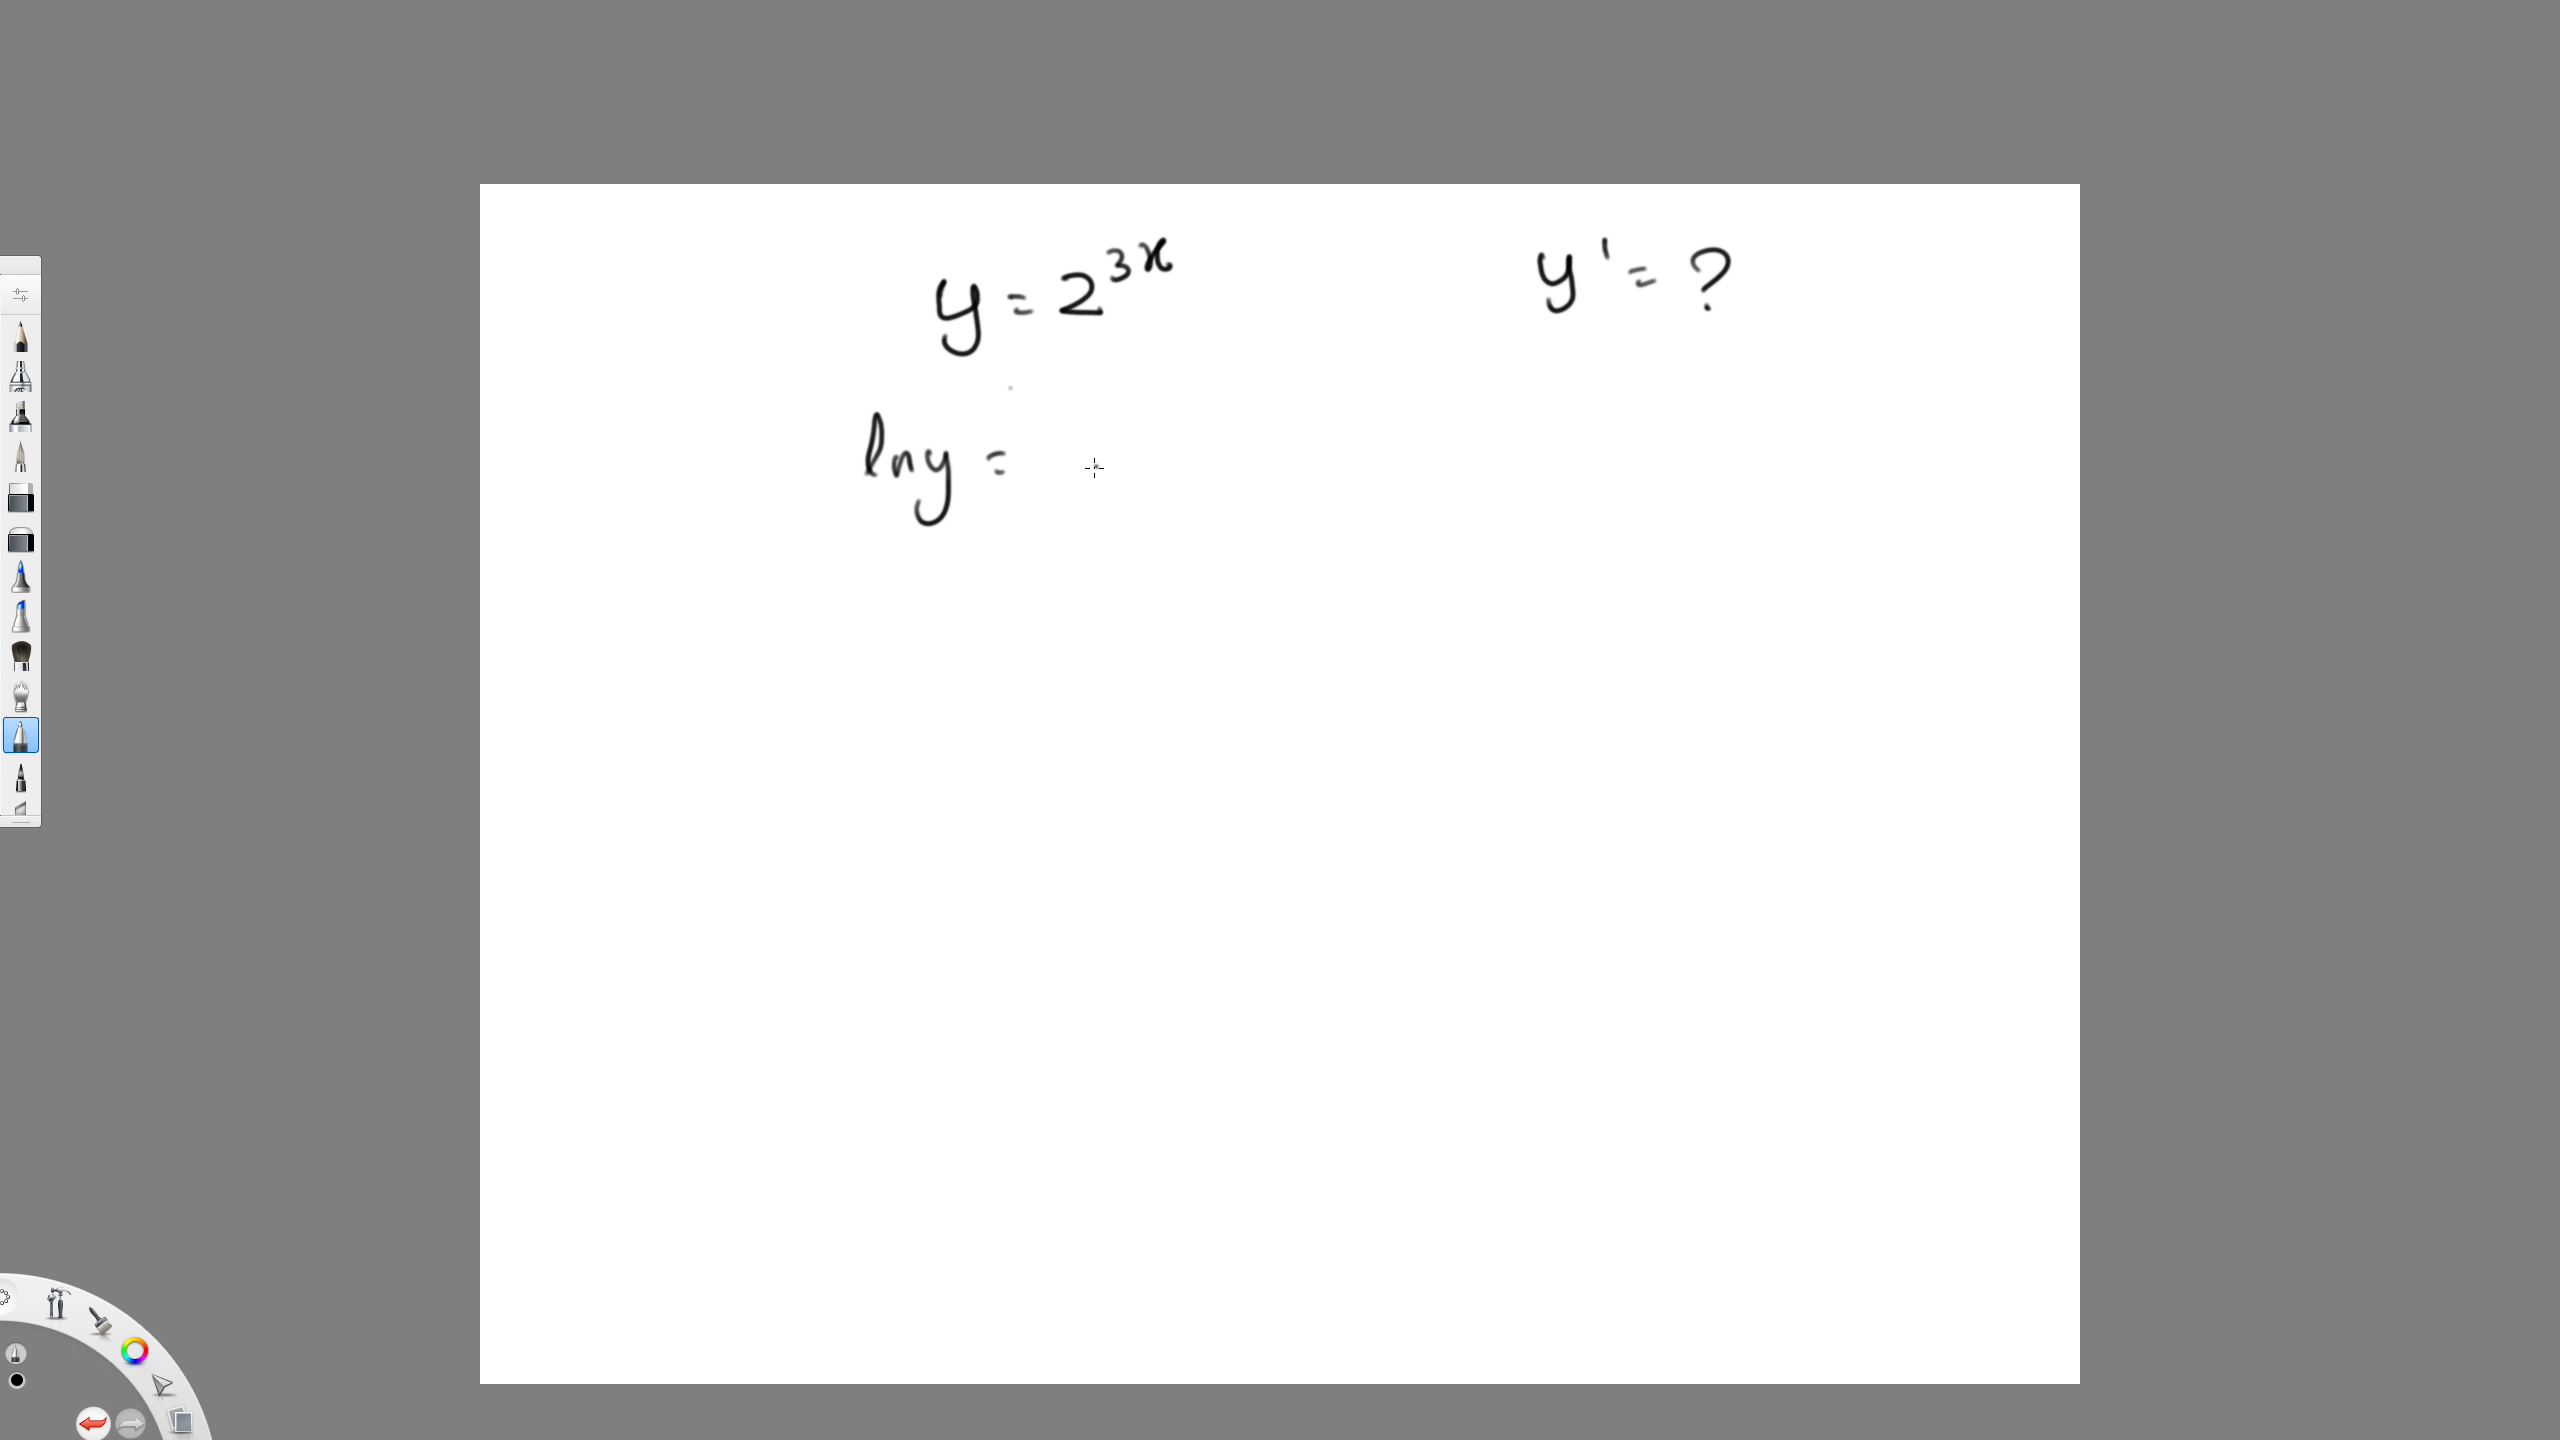 y = 2^{3x} y' = ?
ln y =